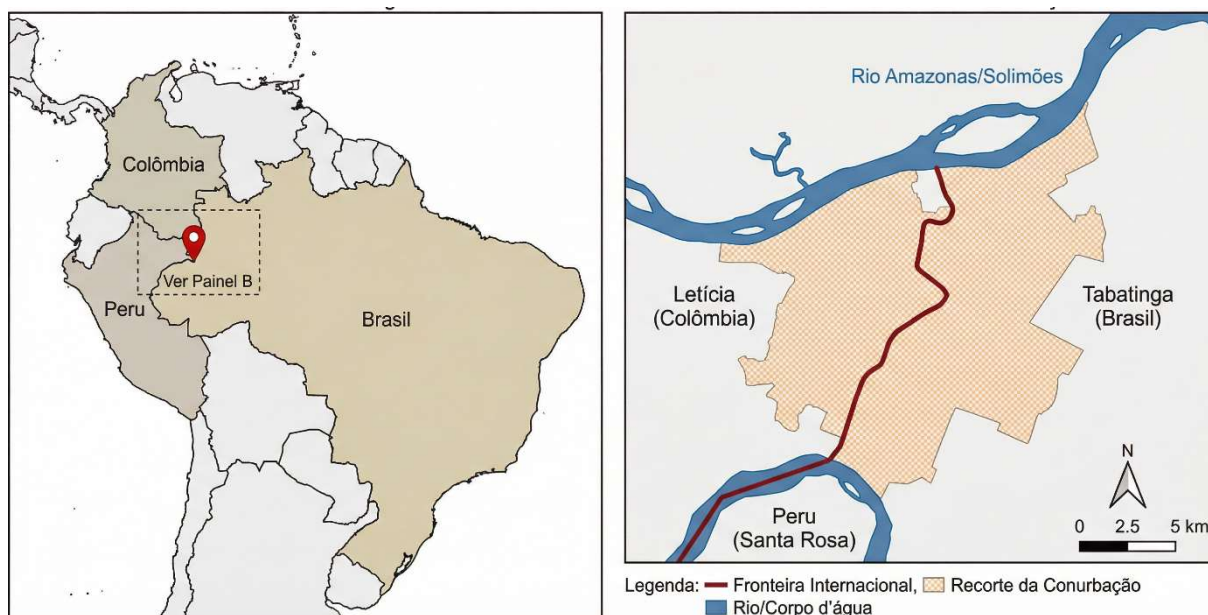 Colômbia
Ver Painel B
Peru
Brasil
Rio Amazonas/Solimões
Letícia
(Colômbia)
Tabatinga
(Brasil)
Peru
(Santa Rosa)
N
0 2.5 5 km
Legenda: Fronteira Internacional, Recorte da Conurbação
Rio/Corpo d'água